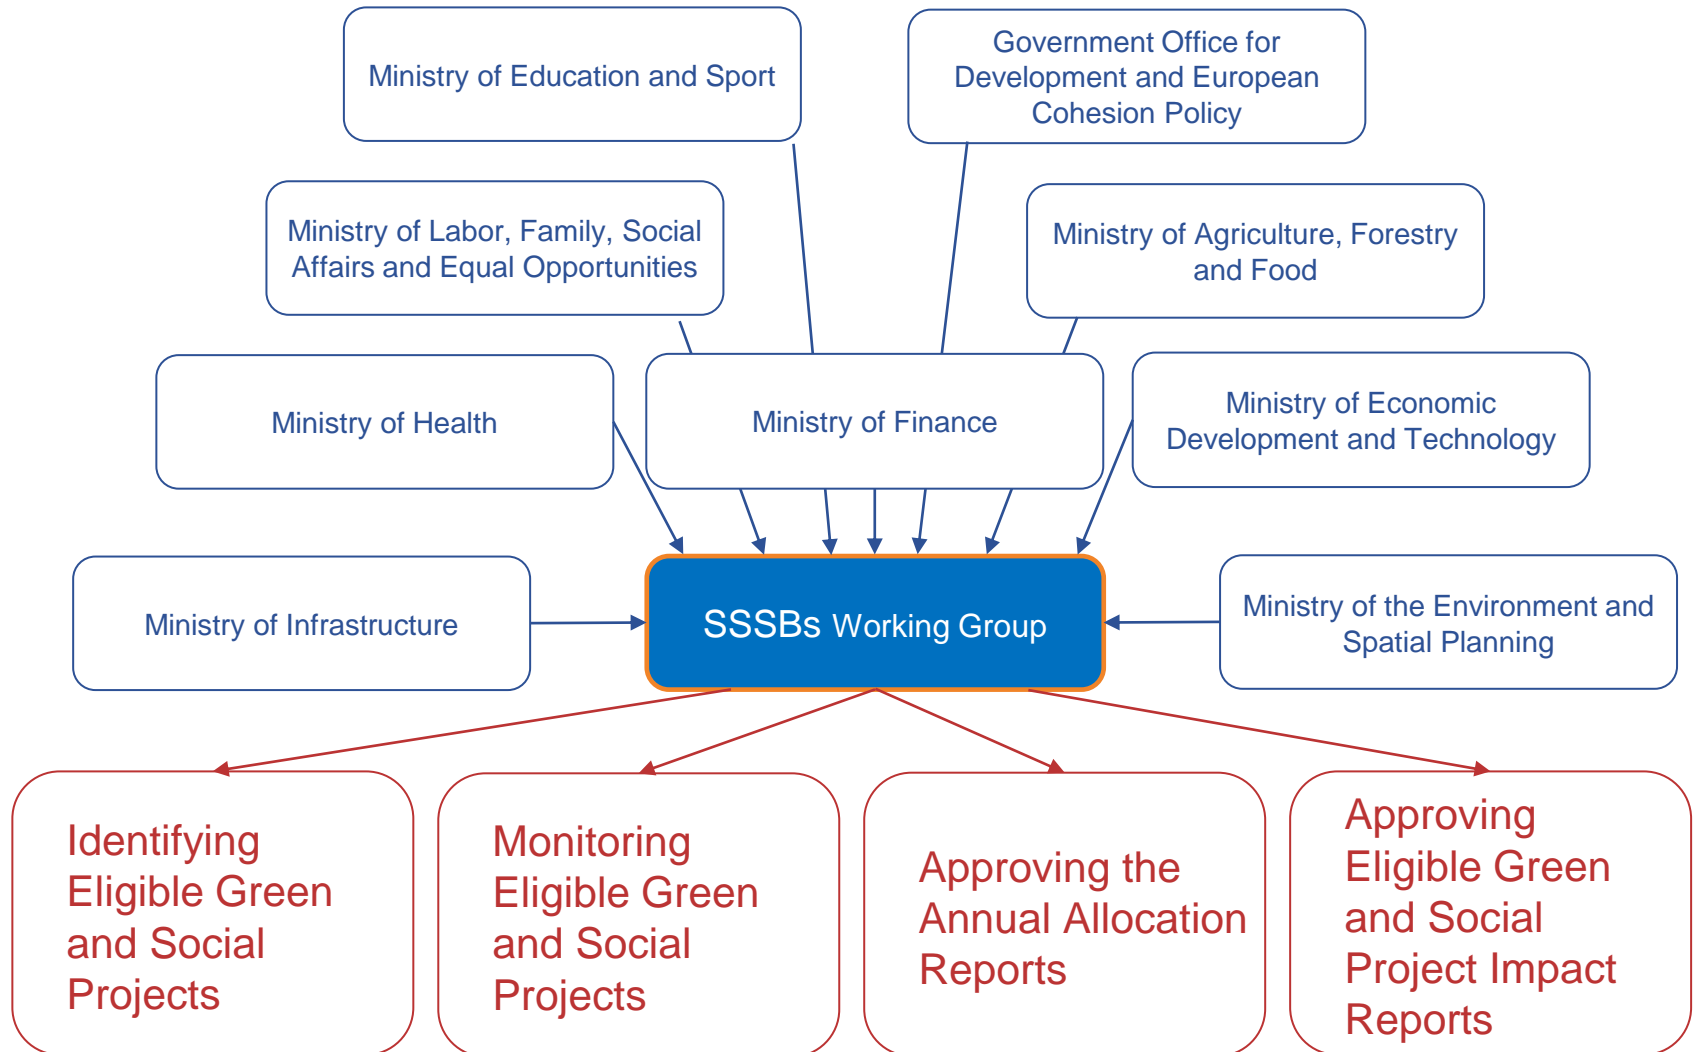 Ministry of Education and Sport
Government Office for
Development and European
Cohesion Policy
Ministry of Labor, Family, Social
Affairs and Equal Opportunities
Ministry of Agriculture, Forestry
and Food
Ministry of Health
Ministry of Finance
Ministry of Economic
Development and Technology
Ministry of Infrastructure
SSSBs Working Group
Ministry of the Environment and
Spatial Planning
Identifying
Eligible Green
and Social
Projects
Monitoring
Eligible Green
and Social
Projects
Approving the
Annual Allocation
Reports
Approving
Eligible Green
and Social
Project Impact
Reports